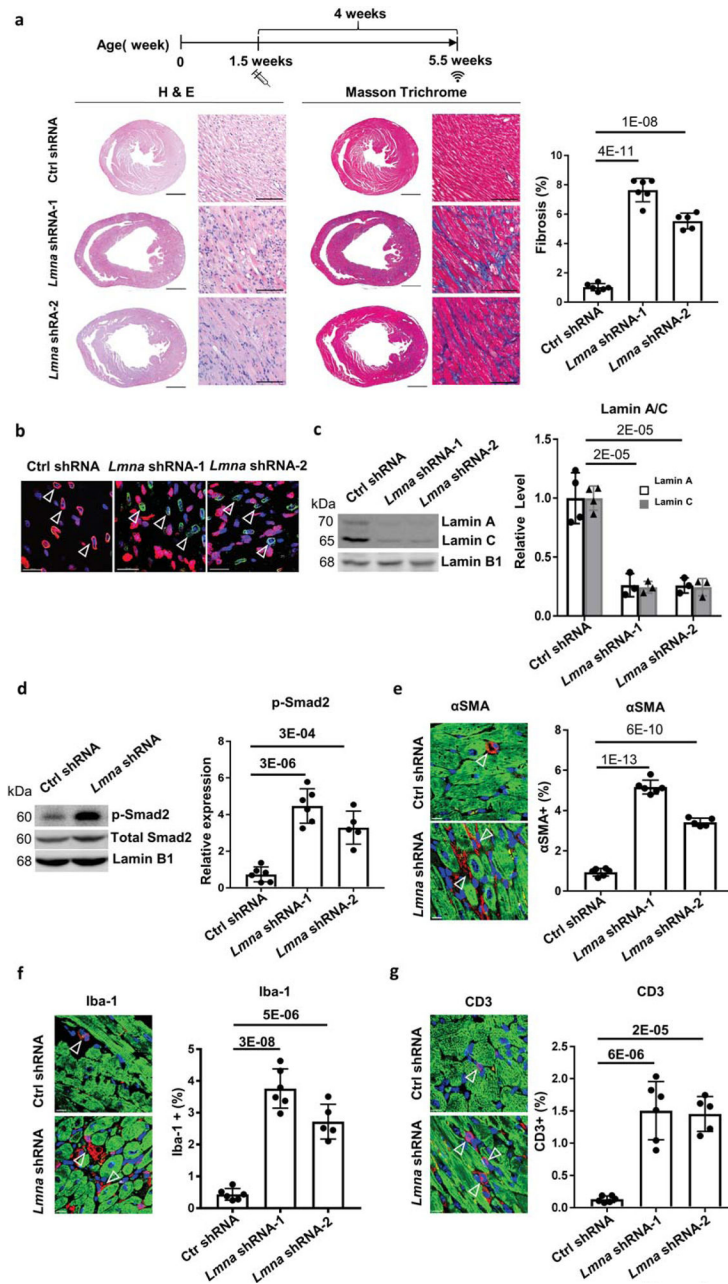 a
4 weeks
Age( week)
0
1.5 weeks
5.5 weeks
H & E
Masson Trichrome
Ctrl shRNA
Lmna shRNA-1
Lmna shRA-2
Fibrosis (%)
10
8
6
4
2
0
1E-08
4E-11
Ctrl shRNA
Lmna shRNA-1
Lmna shRNA-2
b
Ctrl shRNA
Lmna shRNA-1
Lmna shRNA-2
c
Ctrl shRNA
Lmna shRNA-1
Lmna shRNA-2
kDa
70
Lamin A
65
Lamin C
68
Lamin B1
Lamin A/C
2E-05
2E-05
Lamin A
Lamin C
Relative Level
1.5
1.0
0.5
0.0
Ctrl shRNA
Lmna shRNA-1
Lmna shRNA-2
d
Ctrl shRNA
Lmna shRNA
kDa
60
p-Smad2
60
Total Smad2
68
Lamin B1
p-Smad2
3E-04
3E-06
Relative expression
8
6
4
2
0
Ctrl shRNA
Lmna shRNA-1
Lmna shRNA-2
e
αSMA
Ctrl shRNA
Lmna shRNA
αSMA
6E-10
1E-13
αSMA+ (%)
8
6
4
2
0
Ctrl shRNA
Lmna shRNA-1
Lmna shRNA-2
f
Iba-1
Ctrl shRNA
Lmna shRNA
Iba-1
5E-06
3E-08
Iba-1 + (%)
6
5
4
3
2
1
0
Ctr shRNA
Lmna shRNA-1
Lmna shRNA-2
g
CD3
Ctrl shRNA
Lmna shRNA
CD3
2E-05
6E-06
CD3+ (%)
2.5
2.0
1.5
1.0
0.5
0.0
Ctrl shRNA
Lmna shRNA-1
Lmna shRNA-2